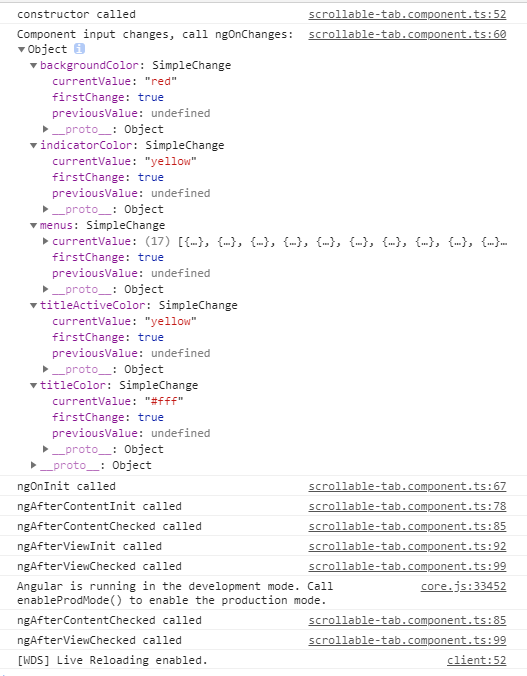 constructor called scrollable-tab.component.ts:52
Component input changes, call ngOnChanges: scrollable-tab.component.ts:60
▼Object i
▼backgroundColor: SimpleChange
currentValue: "red"
firstChange: true
previousValue: undefined
▶__proto__: Object
▼indicatorColor: SimpleChange
currentValue: "yellow"
firstChange: true
previousValue: undefined
▶__proto__: Object
▼menus: SimpleChange
▶currentValue: (17) [{…}, {…}, {…}, {…}, {…}, {…}, {…}, {…}, {…}, {…}…
firstChange: true
previousValue: undefined
▶__proto__: Object
▼titleActiveColor: SimpleChange
currentValue: "yellow"
firstChange: true
previousValue: undefined
▶__proto__: Object
▼titleColor: SimpleChange
currentValue: "#fff"
firstChange: true
previousValue: undefined
▶__proto__: Object
▶__proto__: Object
ngOnInit called scrollable-tab.component.ts:67
ngAfterContentInit called scrollable-tab.component.ts:78
ngAfterContentChecked called scrollable-tab.component.ts:85
ngAfterViewInit called scrollable-tab.component.ts:92
ngAfterViewChecked called scrollable-tab.component.ts:99
Angular is running in the development mode. Call core.js:33452
enableProdMode() to enable the production mode.
ngAfterContentChecked called scrollable-tab.component.ts:85
ngAfterViewChecked called scrollable-tab.component.ts:99
[WDS] Live Reloading enabled. client:52